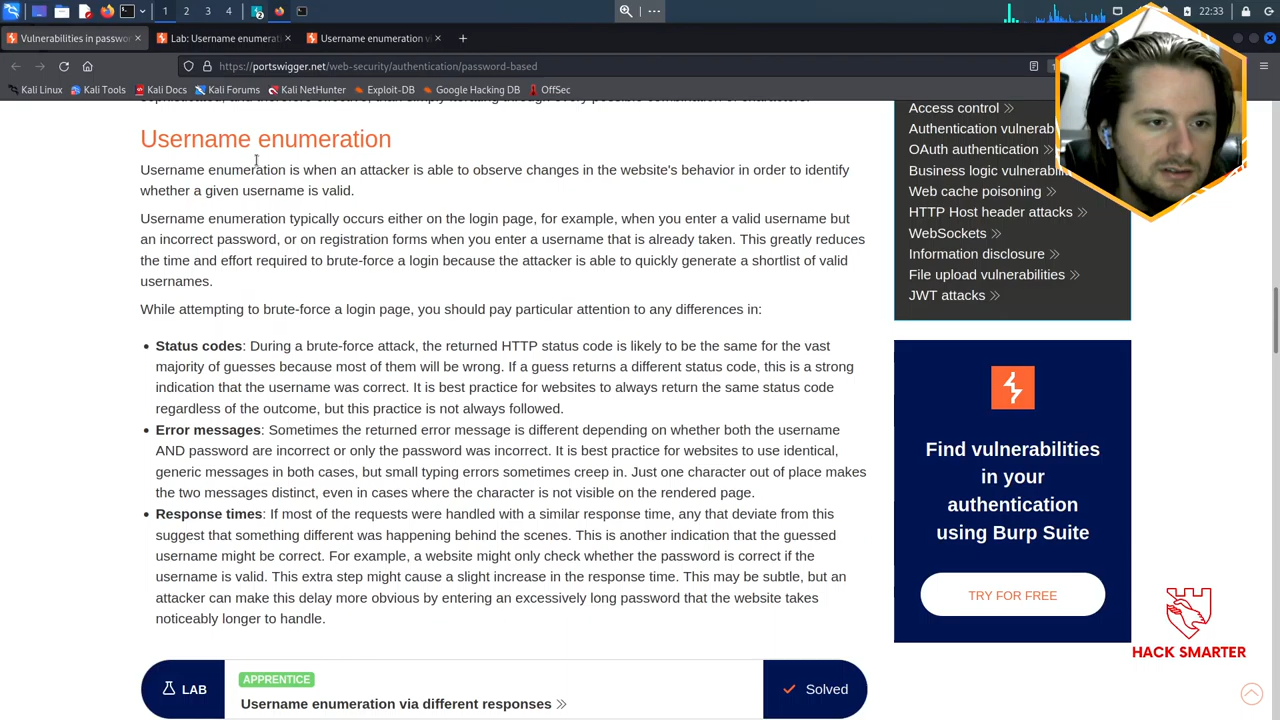 1 2 3 4
22:33
Vulnerabilities in passwo
Lab: Username enumerat
Username enumeration v
https://portswigger.net/web-security/authentication/password-based
Kali Linux
Kali Tools
Kali Docs
Kali Forums
Kali NetHunter
Exploit-DB
Google Hacking DB
OffSec
Username enumeration
Username enumeration is when an attacker is able to observe changes in the website's behavior in order to identify
whether a given username is valid.
Username enumeration typically occurs either on the login page, for example, when you enter a valid username but
an incorrect password, or on registration forms when you enter a username that is already taken. This greatly reduces
the time and effort required to brute-force a login because the attacker is able to quickly generate a shortlist of valid
usernames.
While attempting to brute-force a login page, you should pay particular attention to any differences in:
• Status codes: During a brute-force attack, the returned HTTP status code is likely to be the same for the vast
majority of guesses because most of them will be wrong. If a guess returns a different status code, this is a strong
indication that the username was correct. It is best practice for websites to always return the same status code
regardless of the outcome, but this practice is not always followed.
• Error messages: Sometimes the returned error message is different depending on whether both the username
AND password are incorrect or only the password was incorrect. It is best practice for websites to use identical,
generic messages in both cases, but small typing errors sometimes creep in. Just one character out of place makes
the two messages distinct, even in cases where the character is not visible on the rendered page.
• Response times: If most of the requests were handled with a similar response time, any that deviate from this
suggest that something different was happening behind the scenes. This is another indication that the guessed
username might be correct. For example, a website might only check whether the password is correct if the
username is valid. This extra step might cause a slight increase in the response time. This may be subtle, but an
attacker can make this delay more obvious by entering an excessively long password that the website takes
noticeably longer to handle.
LAB
APPRENTICE
Username enumeration via different responses
Solved
Access control
Authentication vulnerab
OAuth authentication
Business logic vulnerabili
Web cache poisoning
HTTP Host header attacks
WebSockets
Information disclosure
File upload vulnerabilities
JWT attacks
Find vulnerabilities
in your
authentication
using Burp Suite
TRY FOR FREE
HACK SMARTER